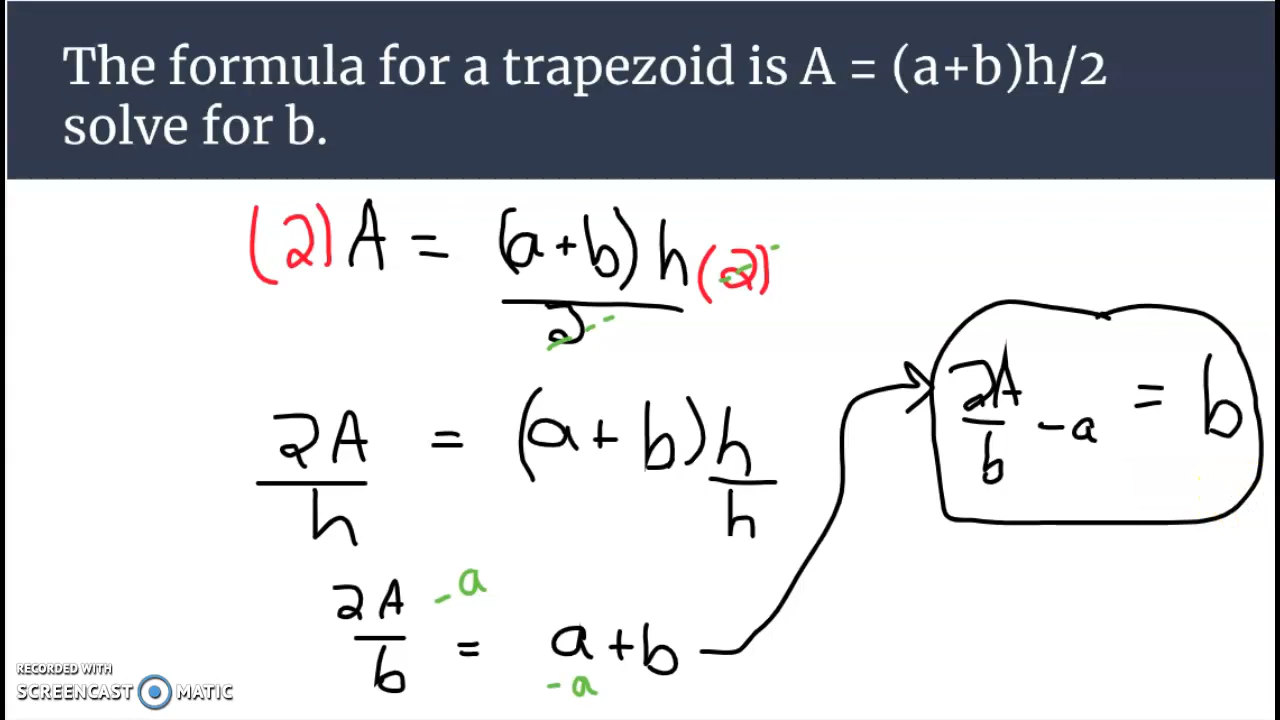 The formula for a trapezoid is A = (a+b)h/2
solve for b.
(2) A = (a+b) h (2)
2
2A = (a+b) h
h h
2A - a
b = a + b
- a
2A
b - a = b
RECORDED WITH
SCREENCAST MATIC